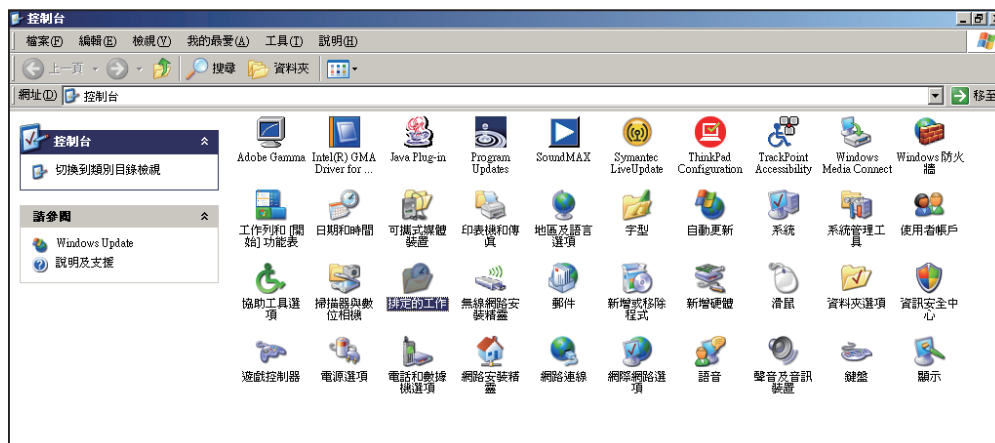 控制台
檔案(F) 編輯(E) 檢視(V) 我的最愛(A) 工具(T) 說明(H)
上一頁 搜尋 資料夾
網址(D) 控制台 移至
控制台
切換到類別目錄檢視
請參閱
Windows Update
說明及支援
Adobe Gamma
Intel(R) GMA
Driver for ...
Java Plug-in
Program
Updates
SoundMAX
Symantec
LiveUpdate
ThinkPad
Configuration
TrackPoint
Accessibility
Windows
Media Connect
Windows 防火
牆
工作列和 [開
始] 功能表
日期和時間
可攜式媒體
裝置
印表機和傳
真
地區及語言
選項
字型
自動更新
系統
系統管理工
具
使用者帳戶
協助工具選
項
掃描器與數
位相機
排定的工作
無線網路安
裝精靈
郵件
新增或移除
程式
新增硬體
滑鼠
資料夾選項
資訊安全中
心
遊戲控制器
電源選項
電話和數據
機選項
網路安裝精
靈
網路連線
網際網路選
項
語音
聲音及音訊
裝置
鍵盤
顯示